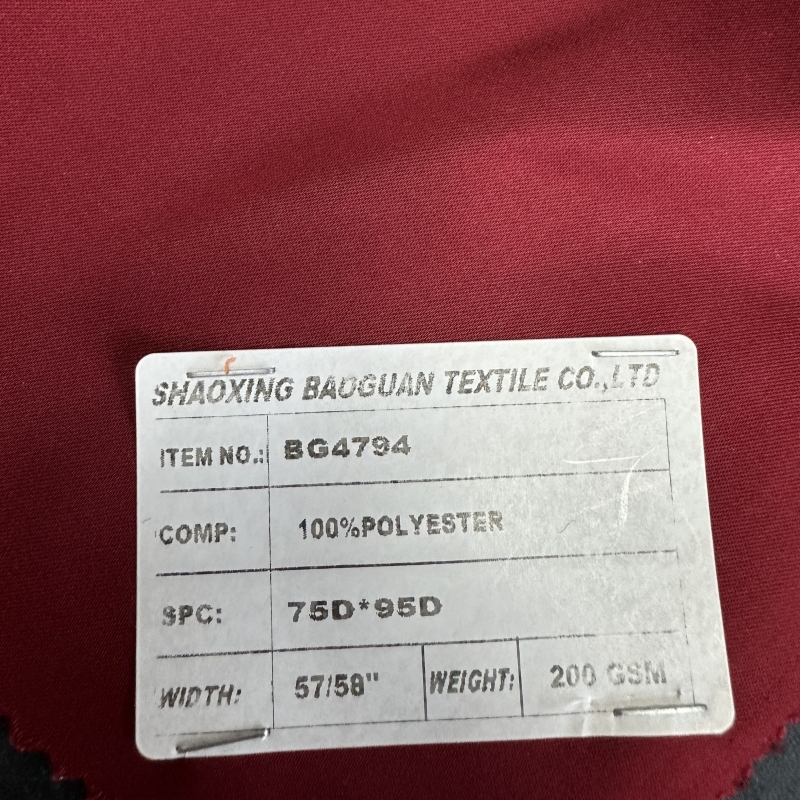 SHAOXING BAOGUAN TEXTILE CO.,LTD
ITEM NO.: BG4794
COMP: 100%POLYESTER
SPC: 75D*95D
WIDTH: 57/58" WEIGHT: 200 GSM